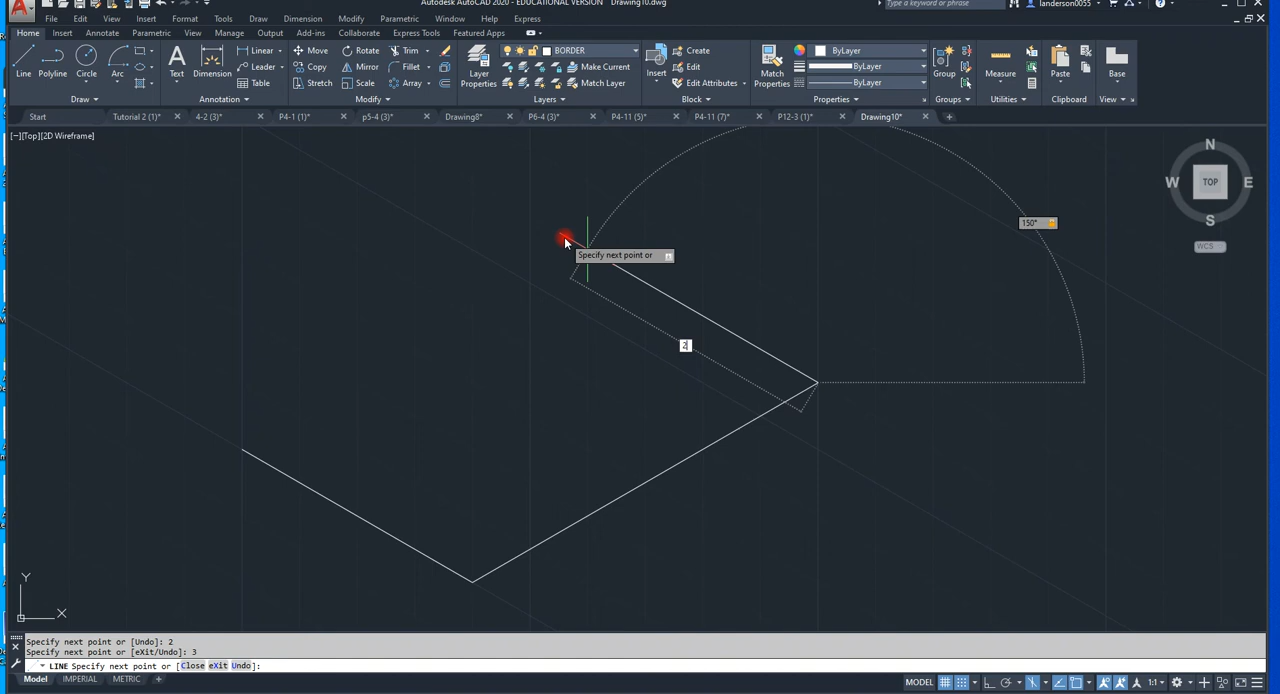 Autodesk AutoCAD 2020 - EDUCATIONAL VERSION Drawing10.dwg
Type a keyword or phrase
landerson0055
File Edit View Insert Format Tools Draw Dimension Modify Parametric Window Help Express
Home Insert Annotate Parametric View Manage Output Add-ins Collaborate Express Tools Featured Apps
Line Polyline Circle Arc Text Dimension Linear Leader Table
Move Rotate Trim
Copy Mirror Fillet
Stretch Scale Array
Layer Properties
BORDER
Make Current
Match Layer
Insert
Create
Edit
Edit Attributes
Match Properties
ByLayer
ByLayer
ByLayer
Group Measure Paste Base
Draw Annotation Modify Layers Block Properties Groups Utilities Clipboard View
Start Tutorial 2 (1)* 4-2 (3)* P4-1 (1)* p5-4 (3)* Drawing8* P6-4 (3)* P4-11 (5)* P4-11 (7)* P12-3 (1)* Drawing10*
[−][Top][2D Wireframe]
N
W TOP E
S
WCS
150°
Specify next point or
2
Y
X
Specify next point or [Undo]: 2
Specify next point or [eXit/Undo]: 3
LINE Specify next point or [Close eXit Undo]:
Model IMPERIAL METRIC +
MODEL 1:1